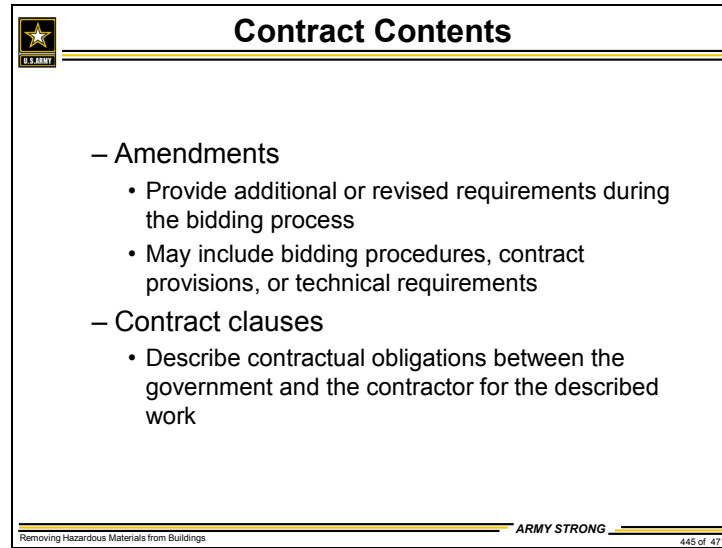 Contract Contents
U.S.ARMY
– Amendments
• Provide additional or revised requirements during
the bidding process
• May include bidding procedures, contract
provisions, or technical requirements
– Contract clauses
• Describe contractual obligations between the
government and the contractor for the described
work
ARMY STRONG
Removing Hazardous Materials from Buildings
445 of 47